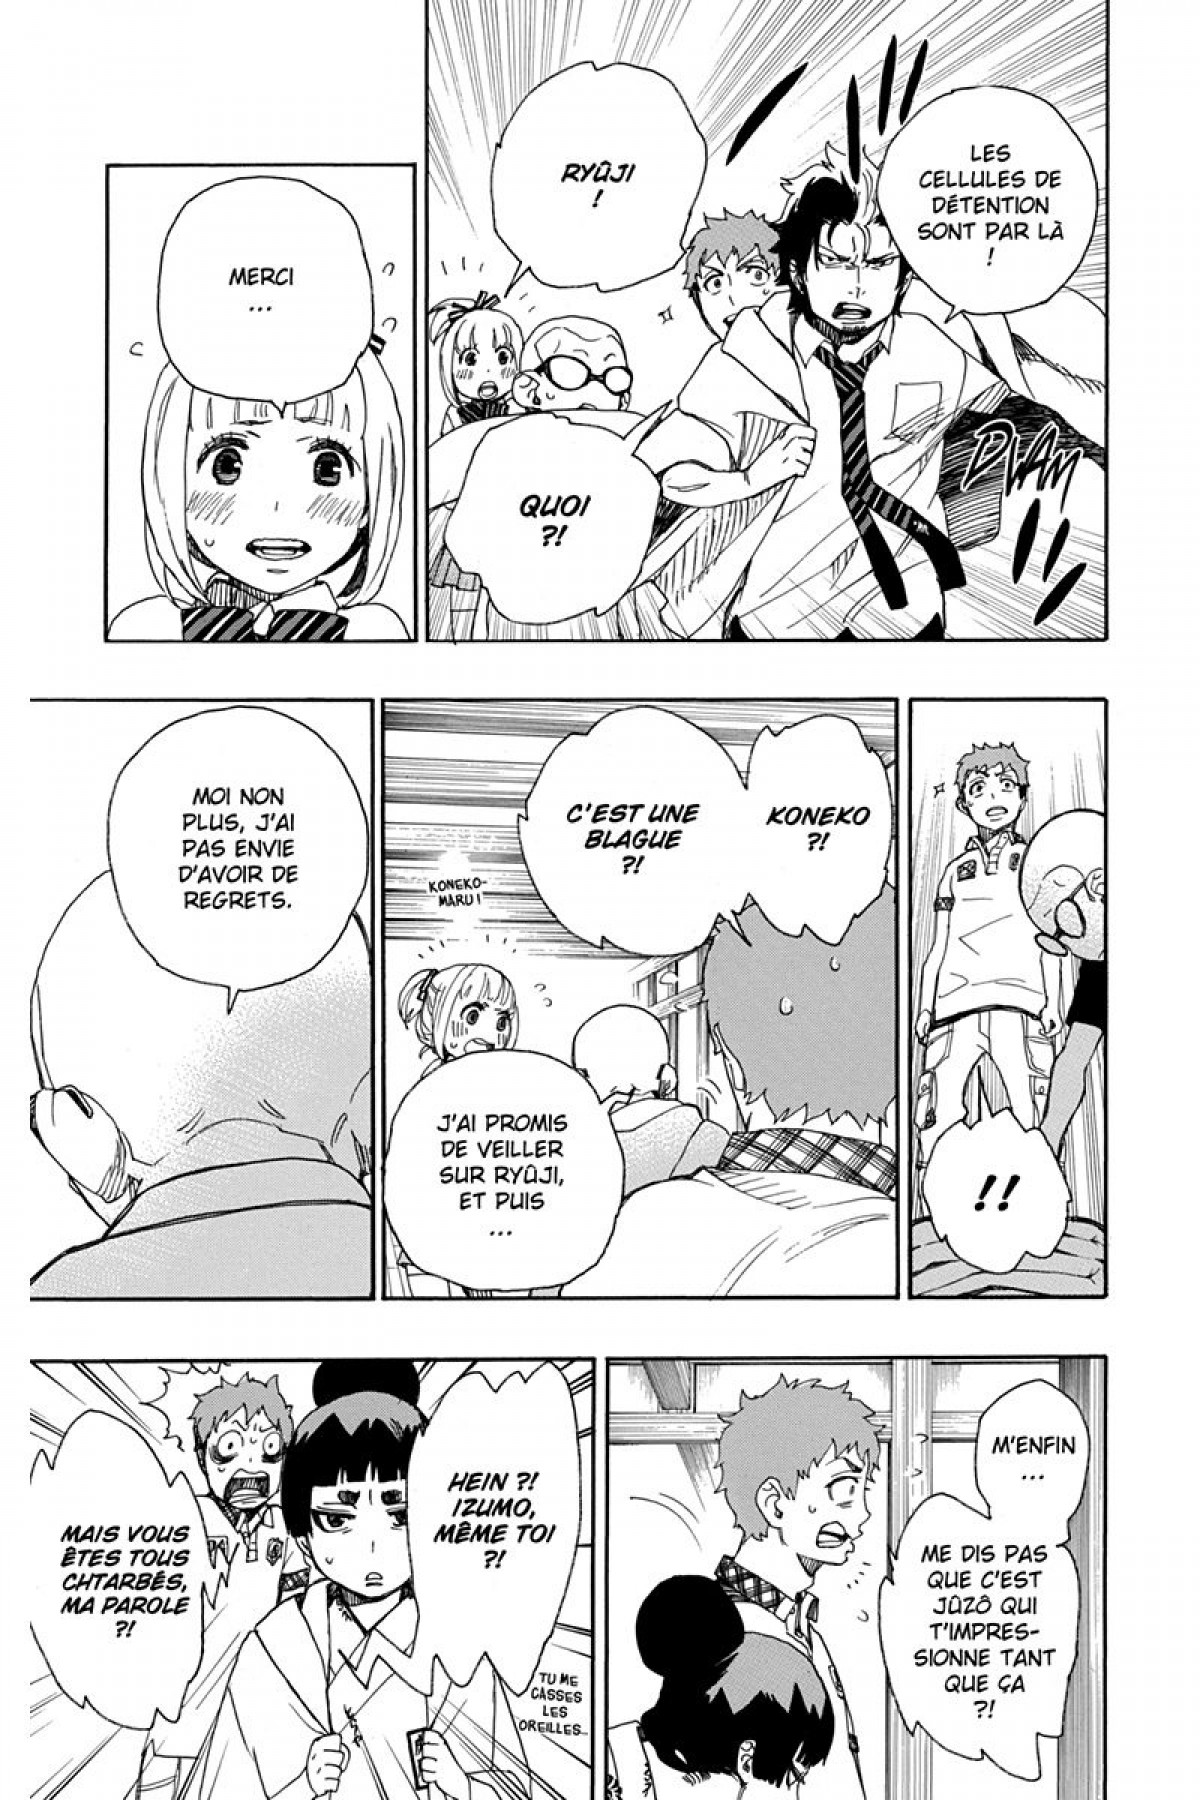 LES
CELLULES DE
DÉTENTION
SONT PAR LÀ
!
RYÛJI
!
DWAM
QUOI
?!
MERCI
...
!!
KONEKO
?!
C'EST UNE
BLAGUE
?!
KONEKO-
MARU !
J'AI PROMIS
DE VEILLER
SUR RYÛJI,
ET PUIS
...
MOI NON
PLUS, J'AI
PAS ENVIE
D'AVOIR DE
REGRETS.
M'ENFIN
...
ME DIS PAS
QUE C'EST
JÛZÔ QUI
T'IMPRES-
SIONNE TANT
QUE ÇA
?!
HEIN ?!
IZUMO,
MÊME TOI
?!
TU ME
CASSES
LES
OREILLES...
MAIS VOUS
ÊTES TOUS
CHTARBÉS,
MA PAROLE
?!